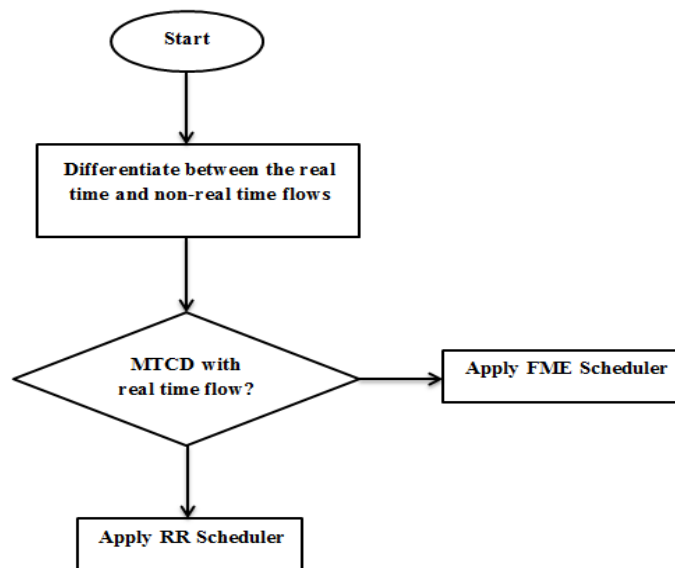 Start
Differentiate between the real
time and non-real time flows
MTCD with
real time flow?
Apply FME Scheduler
Apply RR Scheduler